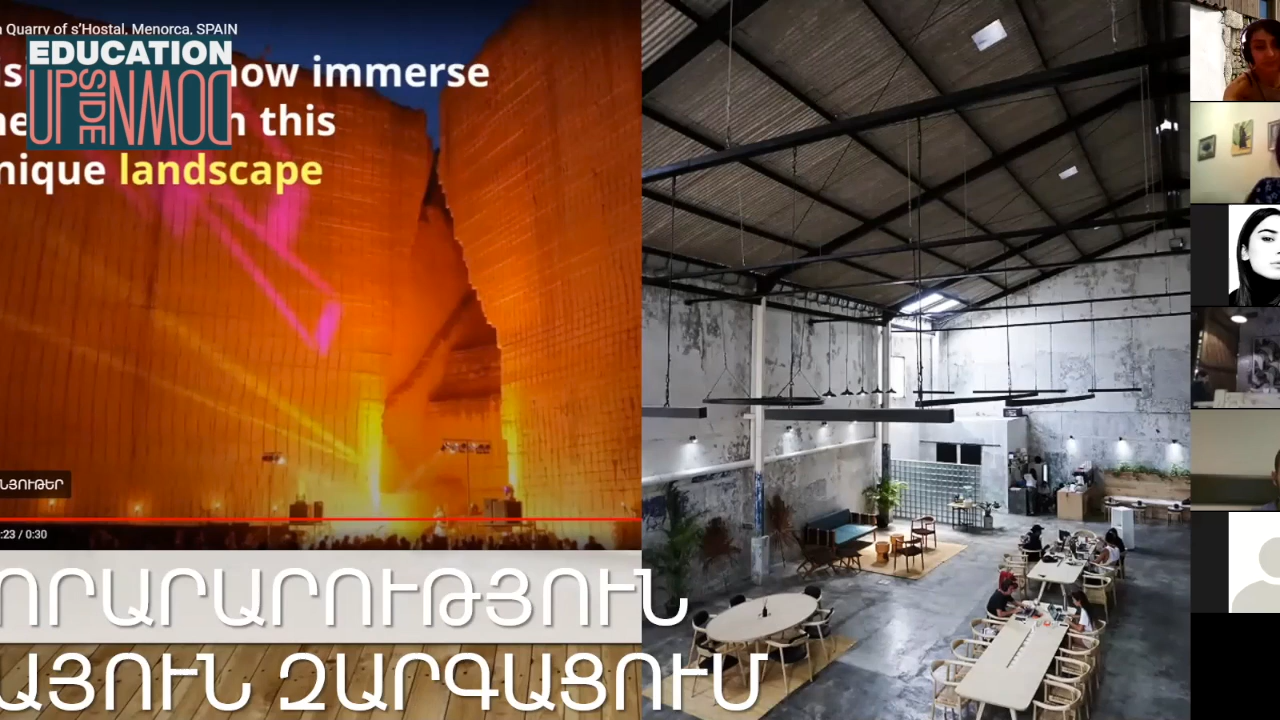 Quarry of s'Hostal, Menorca, SPAIN
EDUCATION
UPSIDE DOWN
now immerse
this
nique landscape
ՆՅՈՒԹԵՐ
:23 / 0:30
ՈՐԱՐԱՐՈՒԹՅՈՒՆ
ԱՅՈՒՆ ԶԱՐԳԱՑՈՒՄ